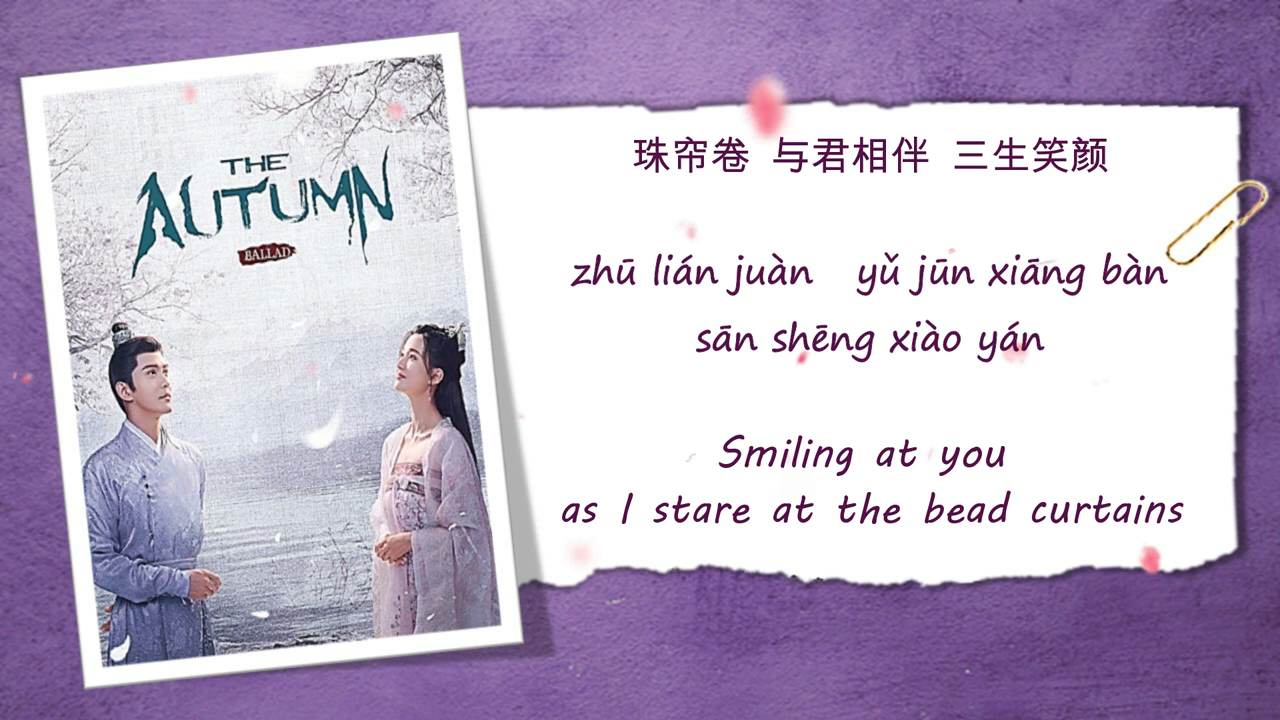 THE
AUTUMN
BALLAD
珠帘卷 与君相伴 三生笑颜
zhū lián juàn yǔ jūn xiāng bàn
sān shēng xiào yán
Smiling at you
as I stare at the bead curtains